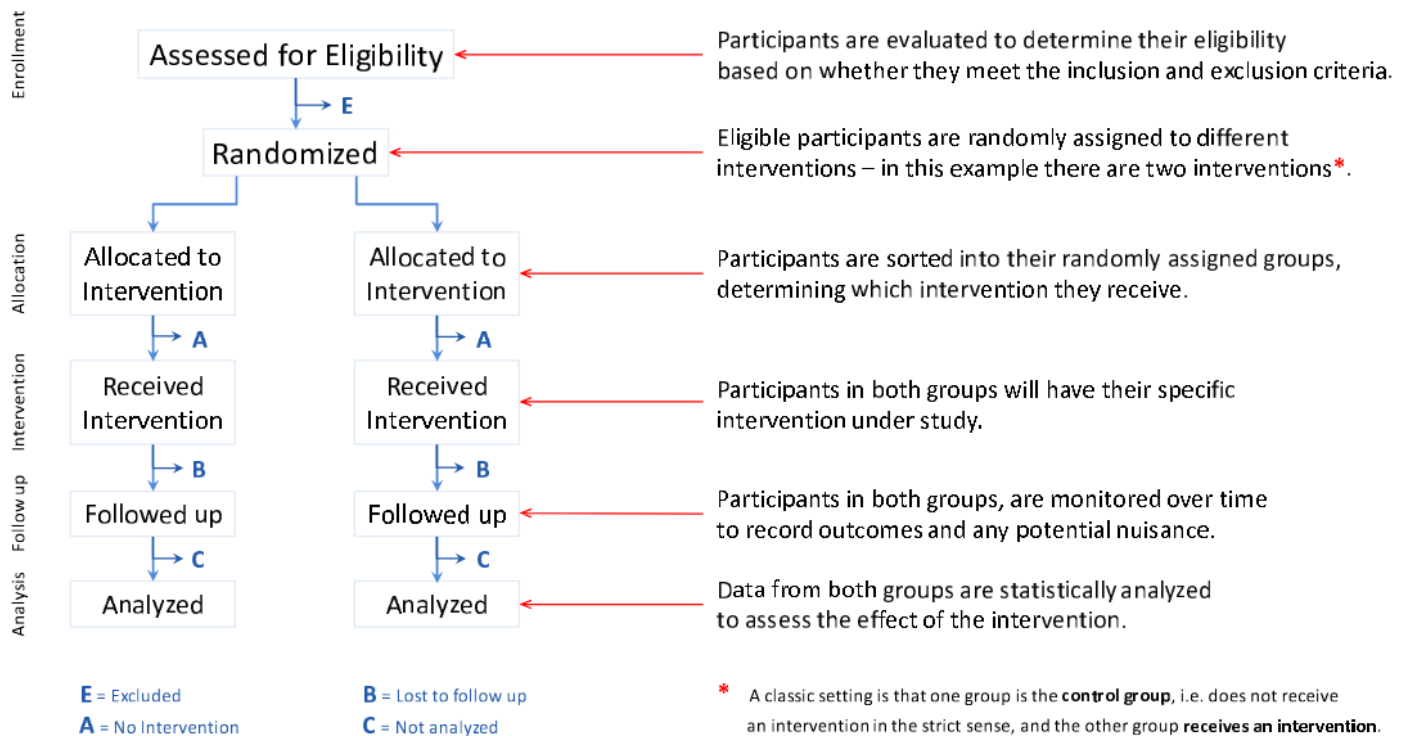 Enrollment
Assessed for Eligibility
Participants are evaluated to determine their eligibility
based on whether they meet the inclusion and exclusion criteria.
E
Randomized
Eligible participants are randomly assigned to different
interventions – in this example there are two interventions*.
Allocation
Allocated to
Intervention
Allocated to
Intervention
Participants are sorted into their randomly assigned groups,
determining which intervention they receive.
A
A
Intervention
Received
Intervention
Received
Intervention
Participants in both groups will have their specific
intervention under study.
B
B
Follow up
Followed up
Followed up
Participants in both groups, are monitored over time
to record outcomes and any potential nuisance.
C
C
Analysis
Analyzed
Analyzed
Data from both groups are statistically analyzed
to assess the effect of the intervention.
E = Excluded
A = No Intervention
B = Lost to follow up
C = Not analyzed
* A classic setting is that one group is the control group, i.e. does not receive
an intervention in the strict sense, and the other group receives an intervention.